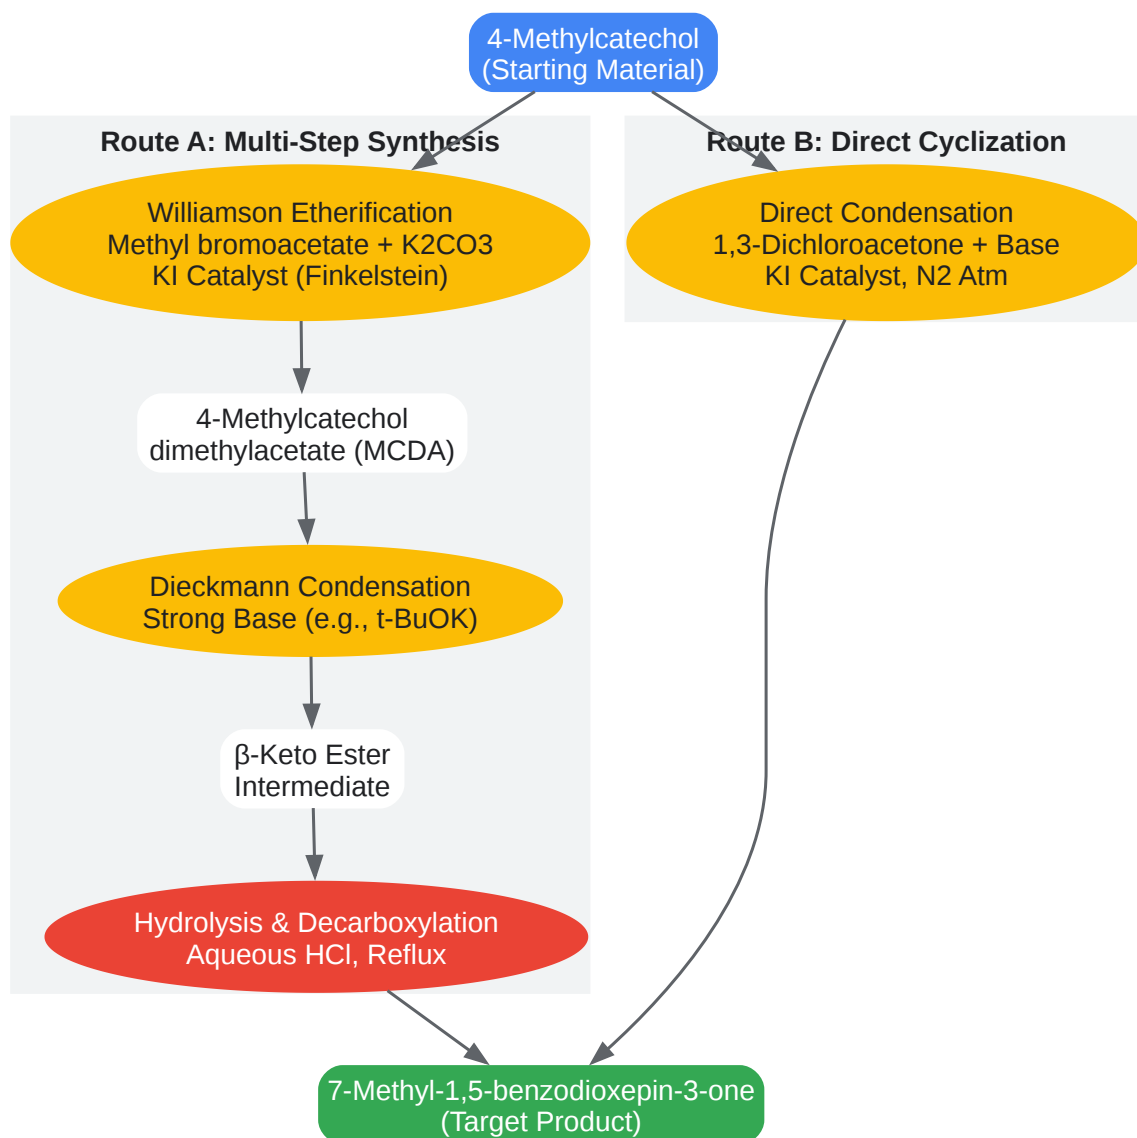 4-Methylcatechol
(Starting Material)
Route A: Multi-Step Synthesis
Williamson Etherification
Methyl bromoacetate + K2CO3
KI Catalyst (Finkelstein)
4-Methylcatechol
dimethylacetate (MCDA)
Dieckmann Condensation
Strong Base (e.g., t-BuOK)
β-Keto Ester
Intermediate
Hydrolysis & Decarboxylation
Aqueous HCl, Reflux
Route B: Direct Cyclization
Direct Condensation
1,3-Dichloroacetone + Base
KI Catalyst, N2 Atm
7-Methyl-1,5-benzodioxepin-3-one
(Target Product)